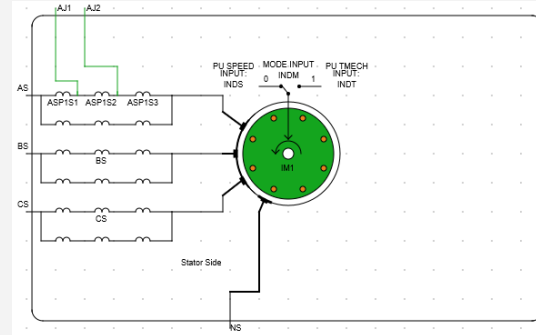 AJ1 AJ2
PU SPEED
INPUT:
INDS
MODE INPUT
INDM
0 1
PU TMECH
INPUT:
INDT
AS
ASP1S1 ASP1S2 ASP1S3
BS
BS
IM1
CS
CS
Stator Side
NS